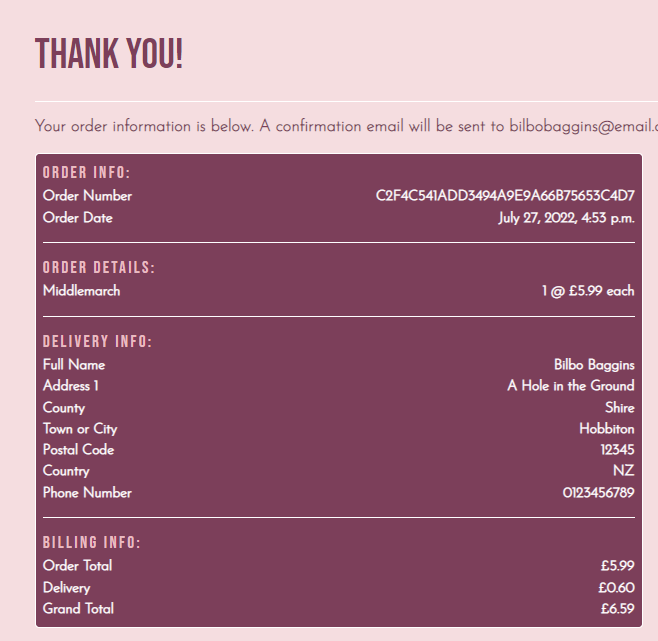 THANK YOU!
Your order information is below. A confirmation email will be sent to bilbobaggins@email.
ORDER INFO:
Order Number C2F4C541ADD3494A9E9A66B75653C4D7
Order Date July 27, 2022, 4:53 p.m.
ORDER DETAILS:
Middlemarch 1 @ £5.99 each
DELIVERY INFO:
Full Name Bilbo Baggins
Address 1 A Hole in the Ground
County Shire
Town or City Hobbiton
Postal Code 12345
Country NZ
Phone Number 0123456789
BILLING INFO:
Order Total £5.99
Delivery £0.60
Grand Total £6.59